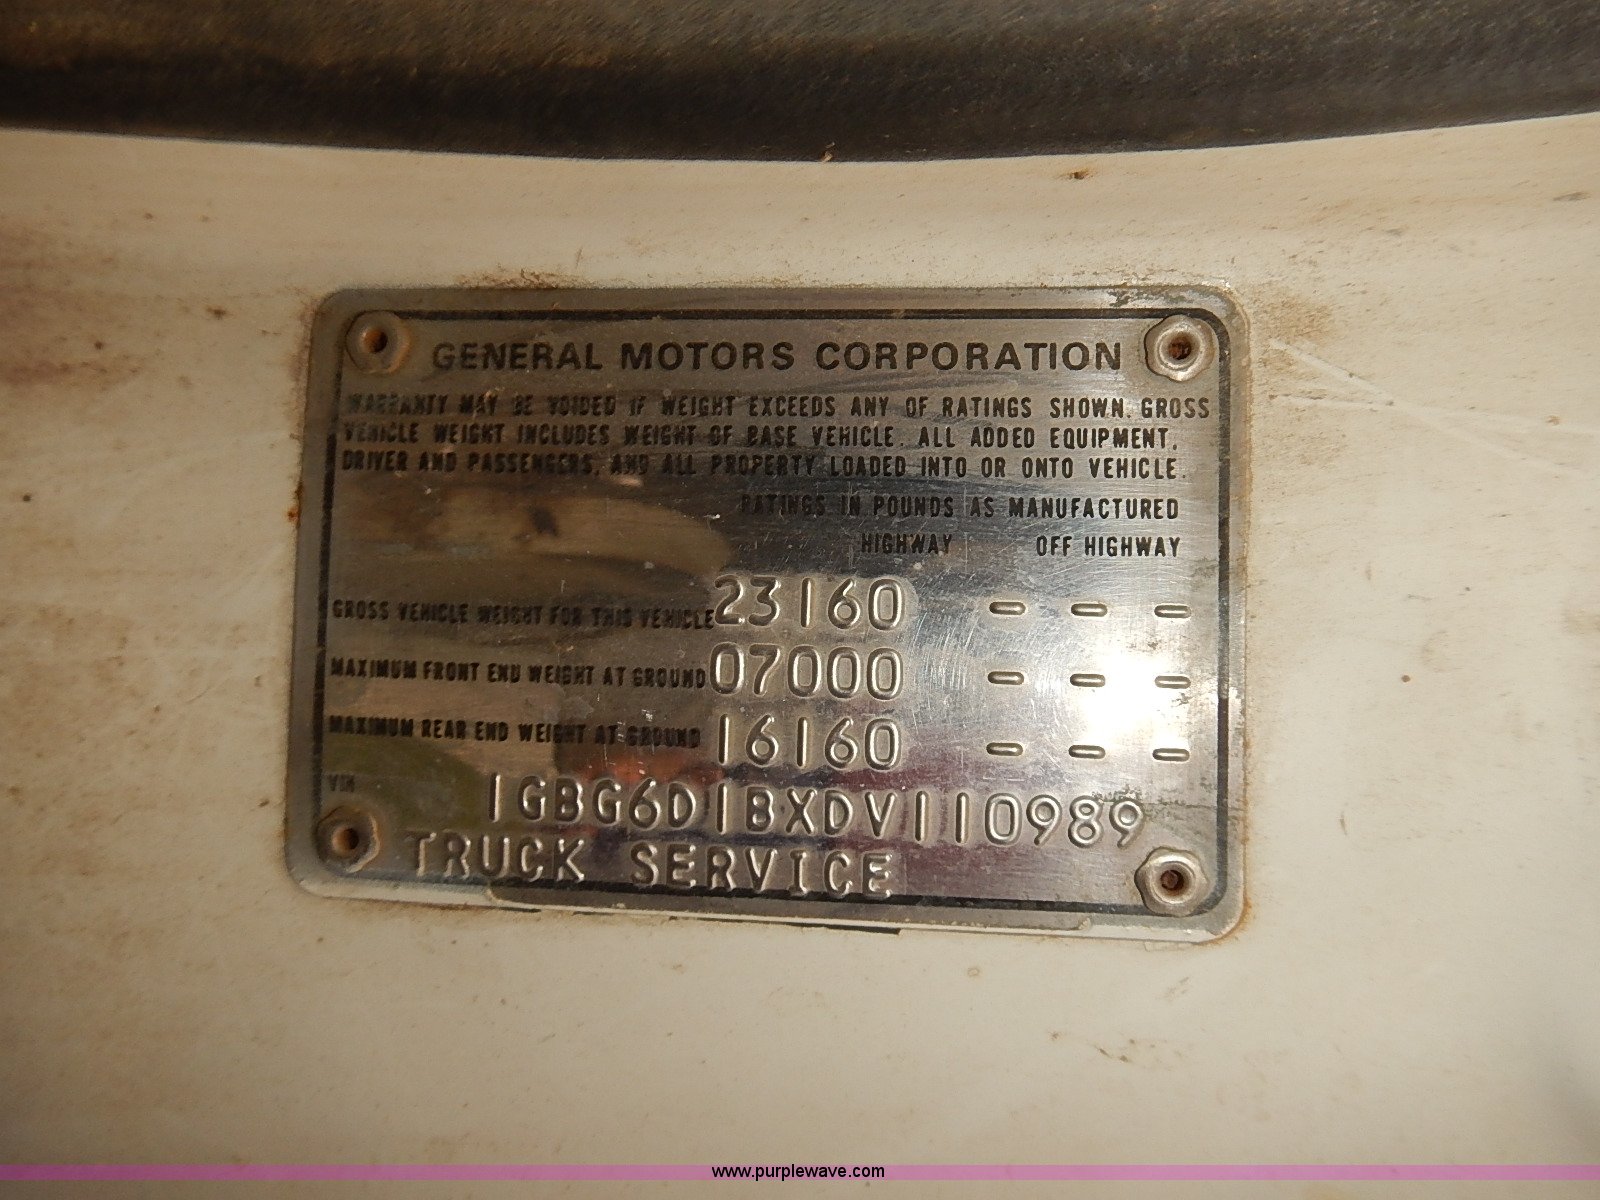 GENERAL MOTORS CORPORATION
WARRANTY MAY BE VOIDED IF WEIGHT EXCEEDS ANY OF RATINGS SHOWN. GROSS
VEHICLE WEIGHT INCLUDES WEIGHT OF BASE VEHICLE. ALL ADDED EQUIPMENT,
DRIVER AND PASSENGERS, AND ALL PROPERTY LOADED INTO OR ONTO VEHICLE.
RATINGS IN POUNDS AS MANUFACTURED
HIGHWAY OFF HIGHWAY
GROSS VEHICLE WEIGHT FOR THIS VEHICLE 23160 - - -
MAXIMUM FRONT END WEIGHT AT GROUND 07000 - - -
MAXIMUM REAR END WEIGHT AT GROUND 16160 - - -
VIN 1GBG6D1BXDV110989
TRUCK SERVICE
www.purplewave.com